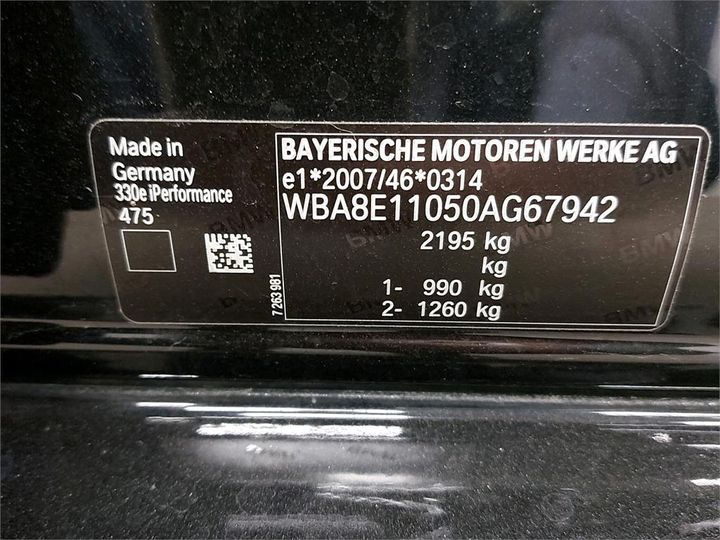 Made in
Germany
330e iPerformance
475
7 263 981
BAYERISCHE MOTOREN WERKE AG
e1*2007/46*0314
WBA8E11050AG67942
2195 kg
kg
1- 990 kg
2- 1260 kg